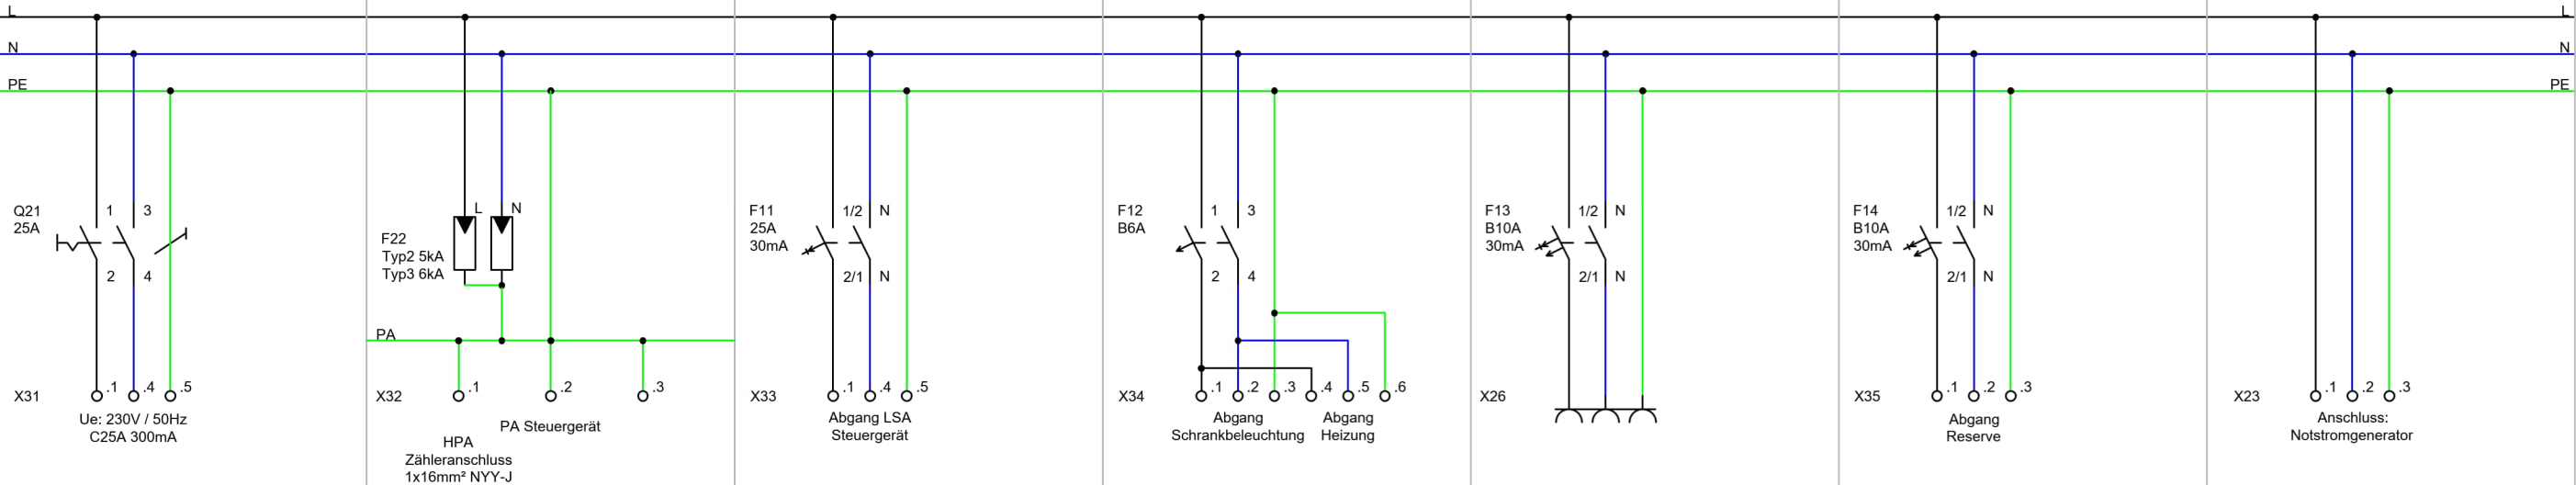 L
L
N
N
PE
PE
Q21
25A
1
3
2
4
X31
.1
.4
.5
Ue: 230V / 50Hz
C25A 300mA
F22
Typ2 5kA
Typ3 6kA
L
N
PA
X32
.1
.2
.3
HPA
Zähleranschluss
1x16mm² NYY-J
PA Steuergerät
F11
25A
30mA
1/2
N
2/1
N
X33
.1
.4
.5
Abgang LSA
Steuergerät
F12
B6A
1
3
2
4
X34
.1
.2
.3
.4
.5
.6
Abgang
Schrankbeleuchtung
Abgang
Heizung
F13
B10A
30mA
1/2
N
2/1
N
X26
F14
B10A
30mA
1/2
N
2/1
N
X35
.1
.2
.3
Abgang
Reserve
X23
.1
.2
.3
Anschluss:
Notstromgenerator